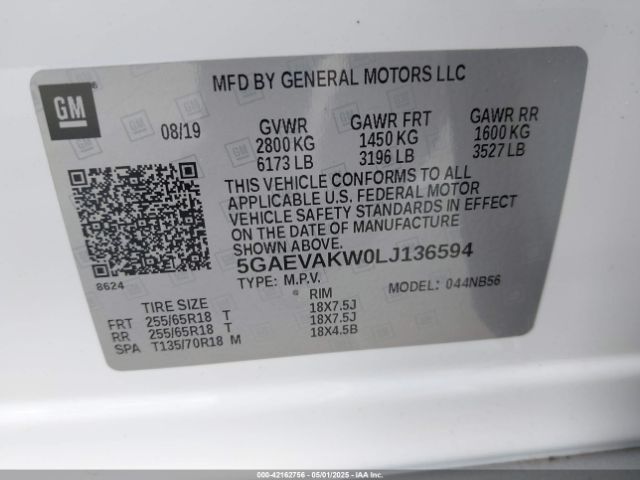 MFD BY GENERAL MOTORS LLC
GM
08/19
GVWR GAWR FRT GAWR RR
2800 KG 1450 KG 1600 KG
6173 LB 3196 LB 3527 LB
THIS VEHICLE CONFORMS TO ALL
APPLICABLE U.S. FEDERAL MOTOR
VEHICLE SAFETY STANDARDS IN EFFECT
ON THE DATE OF MANUFACTURE
SHOWN ABOVE.
5GAEVAKW0LJ136594
8624
TYPE: M.P.V. MODEL: 044NB56
TIRE SIZE RIM
FRT 255/65R18 T 18X7.5J
RR 255/65R18 T 18X7.5J
SPA T135/70R18 M 18X4.5B
000-42162756 - 05/01/2025 - IAA Inc.